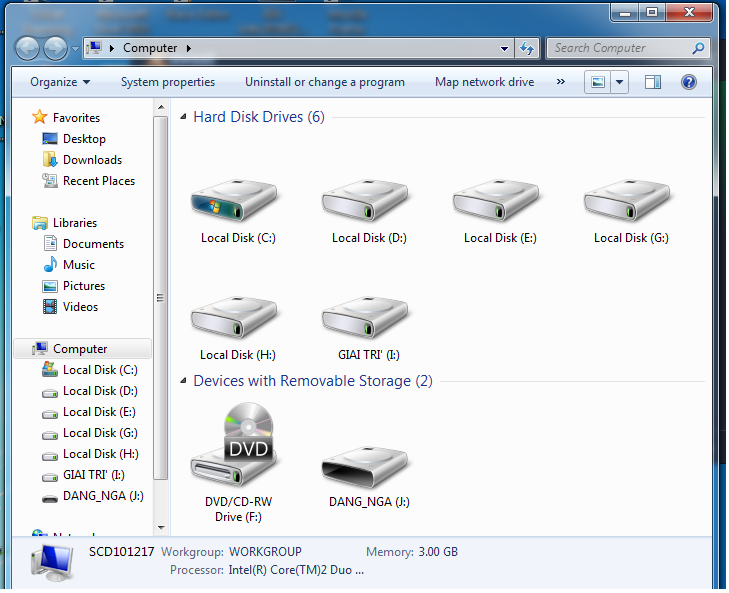 Computer
Search Computer
Organize
System properties
Uninstall or change a program
Map network drive
»
Favorites
Desktop
Downloads
Recent Places
Libraries
Documents
Music
Pictures
Videos
Computer
Local Disk (C:)
Local Disk (D:)
Local Disk (E:)
Local Disk (G:)
Local Disk (H:)
GIAI TRI' (I:)
DANG_NGA (J:)
Hard Disk Drives (6)
Local Disk (C:)
Local Disk (D:)
Local Disk (E:)
Local Disk (G:)
Local Disk (H:)
GIAI TRI' (I:)
Devices with Removable Storage (2)
DVD
DVD/CD-RW
Drive (F:)
DANG_NGA (J:)
SCD101217 Workgroup: WORKGROUP Memory: 3.00 GB
Processor: Intel(R) Core(TM)2 Duo ...